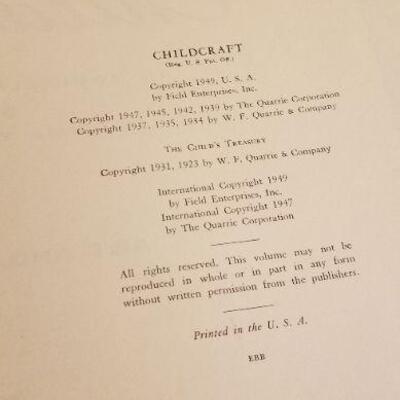 CHILDCRAFT
(Reg. U. S. Pat. Off.)
Copyright 1949, U. S. A.
by Field Enterprises, Inc.
Copyright 1947, 1945, 1942, 1939 by The Quarrie Corporation
Copyright 1937, 1935, 1934 by W. F. Quarrie & Company
The Child's Treasury
Copyright 1931, 1923 by W. F. Quarrie & Company
International Copyright 1949
by Field Enterprises, Inc.
International Copyright 1947
by The Quarrie Corporation
All rights reserved. This volume may not be
reproduced in whole or in part in any form
without written permission from the publishers.
Printed in the U. S. A.
EBB